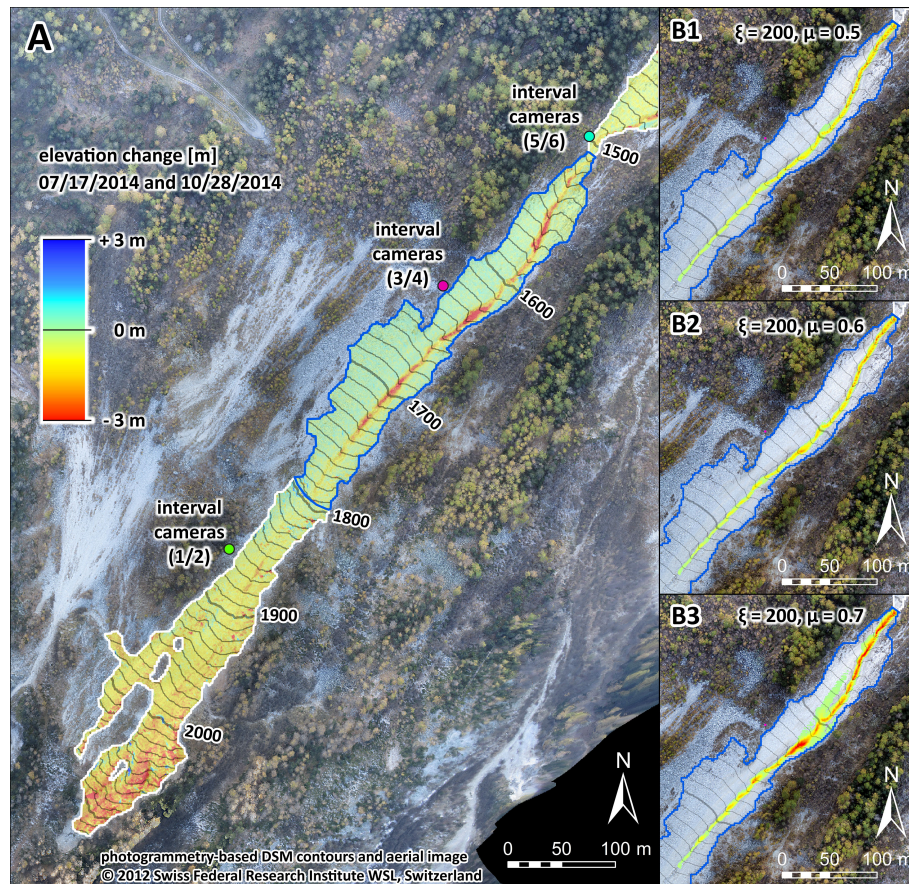 A
elevation change [m]
07/17/2014 and 10/28/2014
+ 3 m
0 m
- 3 m
interval
cameras
(5/6)
interval
cameras
(3/4)
interval
cameras
(1/2)
1500
1600
1700
1800
1900
2000
N
0 50 100 m
photogrammetry-based DSM contours and aerial image
© 2012 Swiss Federal Research Institute WSL, Switzerland
B1
ξ = 200, μ = 0.5
N
0 50 100 m
B2
ξ = 200, μ = 0.6
N
0 50 100 m
B3
ξ = 200, μ = 0.7
N
0 50 100 m